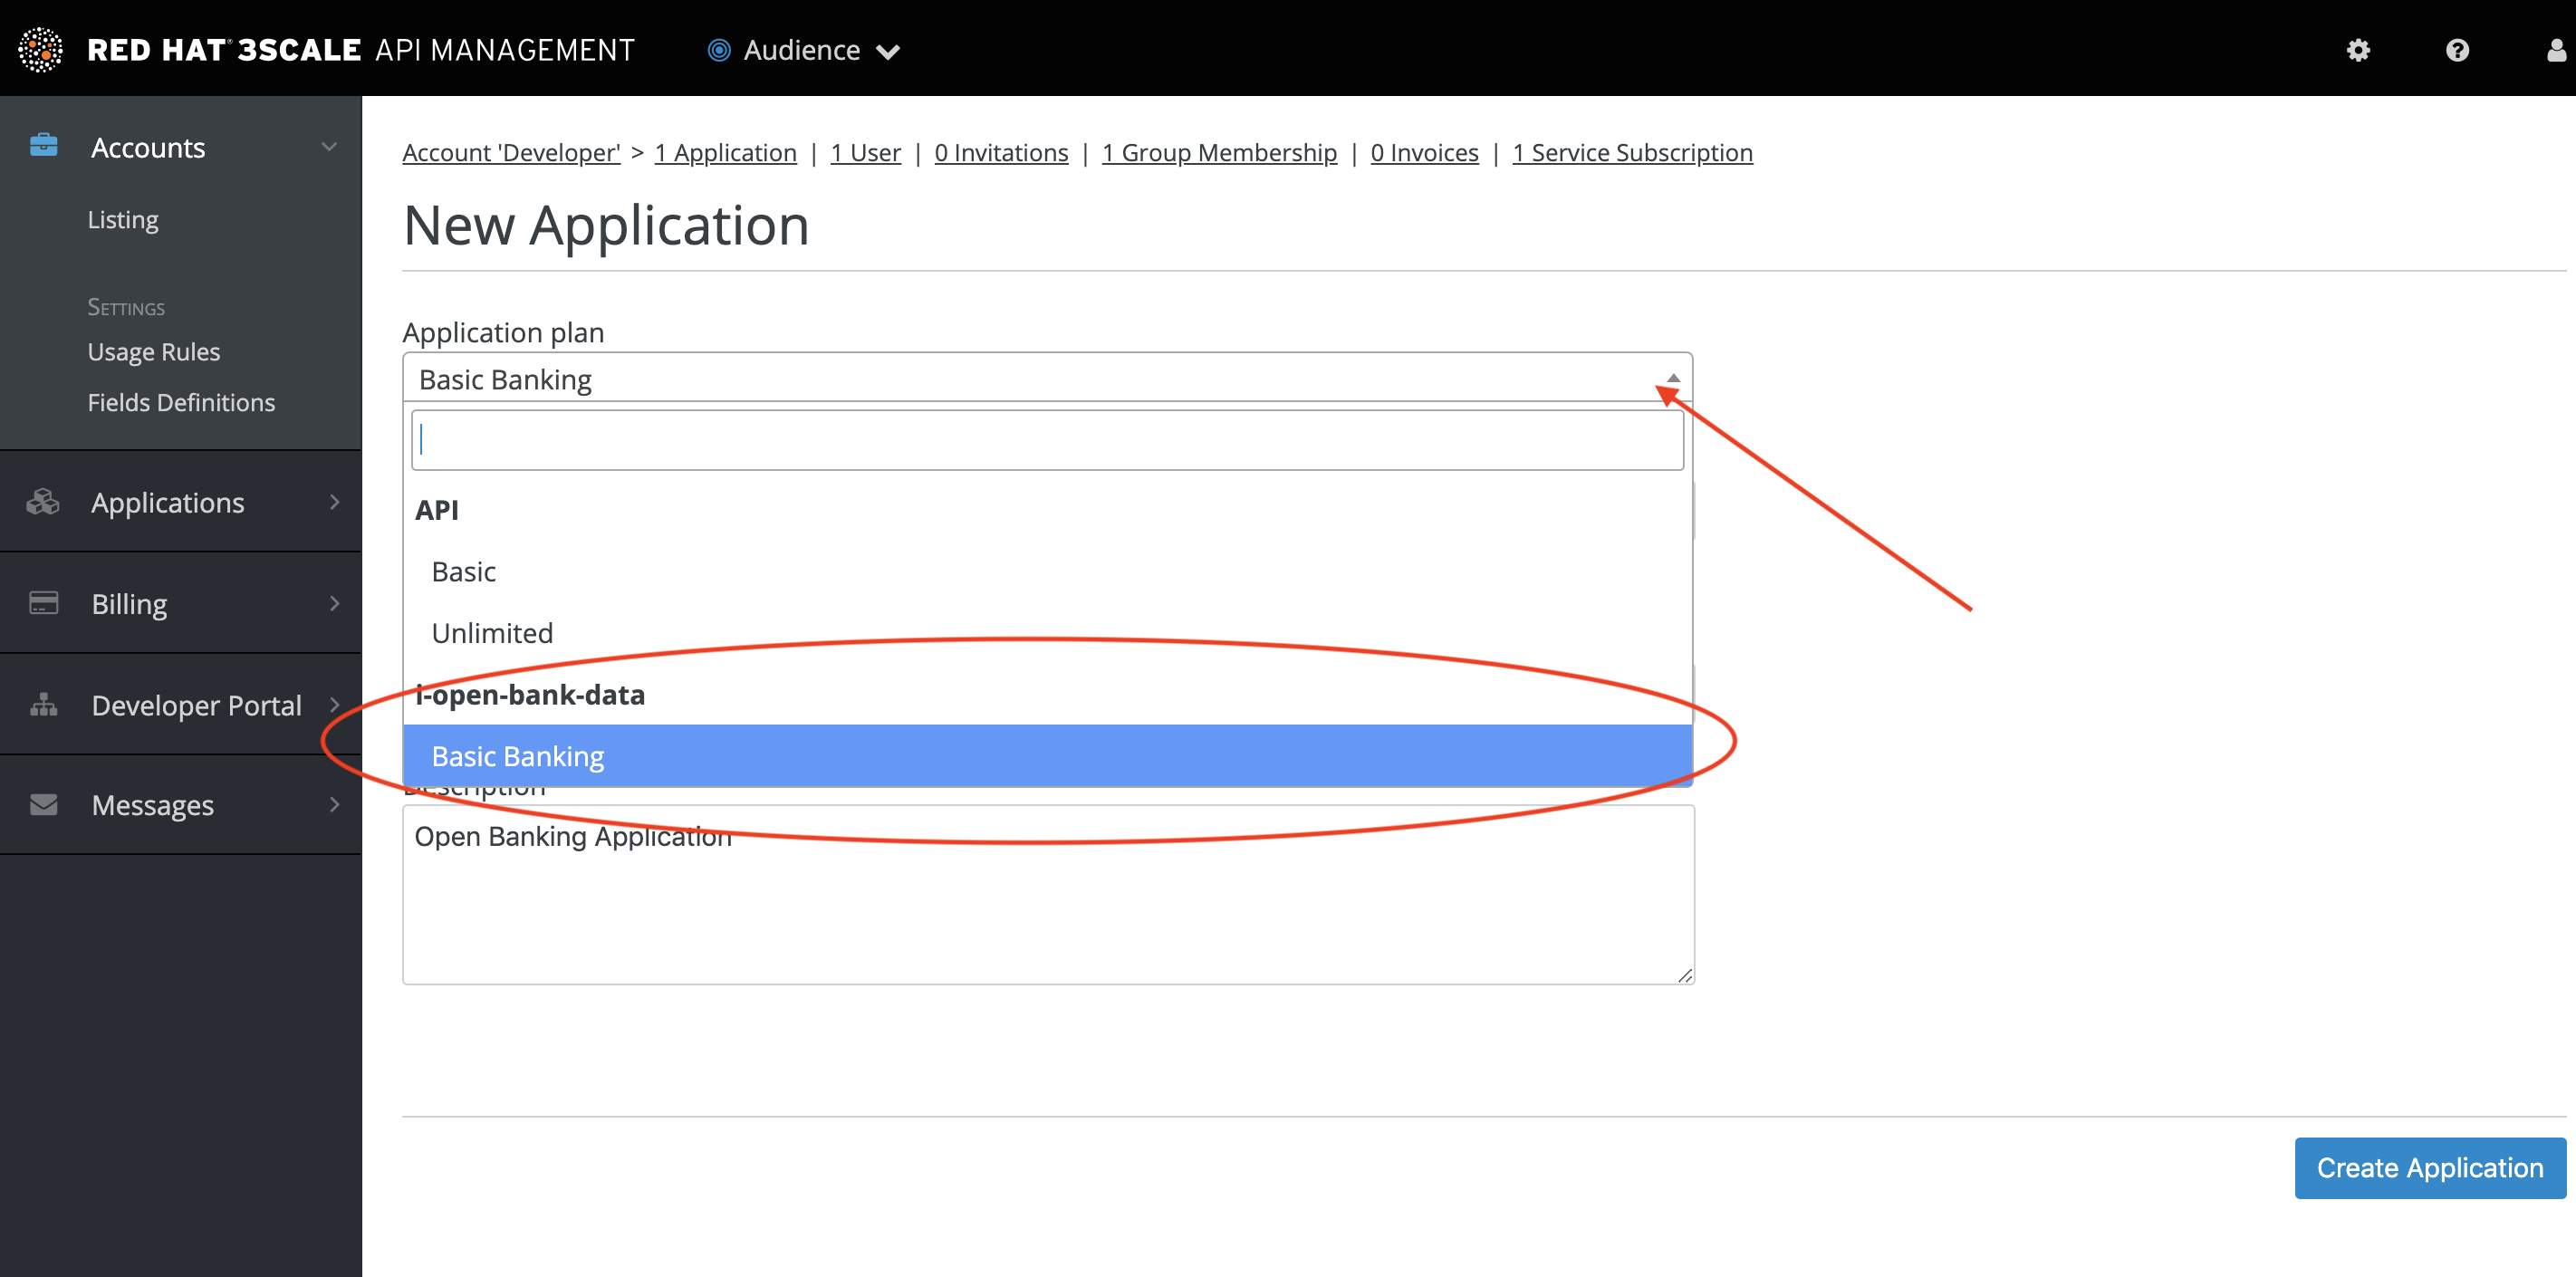 RED HAT® 3SCALE API MANAGEMENT Audience
Accounts
Listing
SETTINGS
Usage Rules
Fields Definitions
Applications
Billing
Developer Portal
Messages
Account 'Developer' > 1 Application | 1 User | 0 Invitations | 1 Group Membership | 0 Invoices | 1 Service Subscription
New Application
Application plan
Basic Banking
API
Basic
Unlimited
i-open-bank-data
Basic Banking
Description
Open Banking Application
Create Application